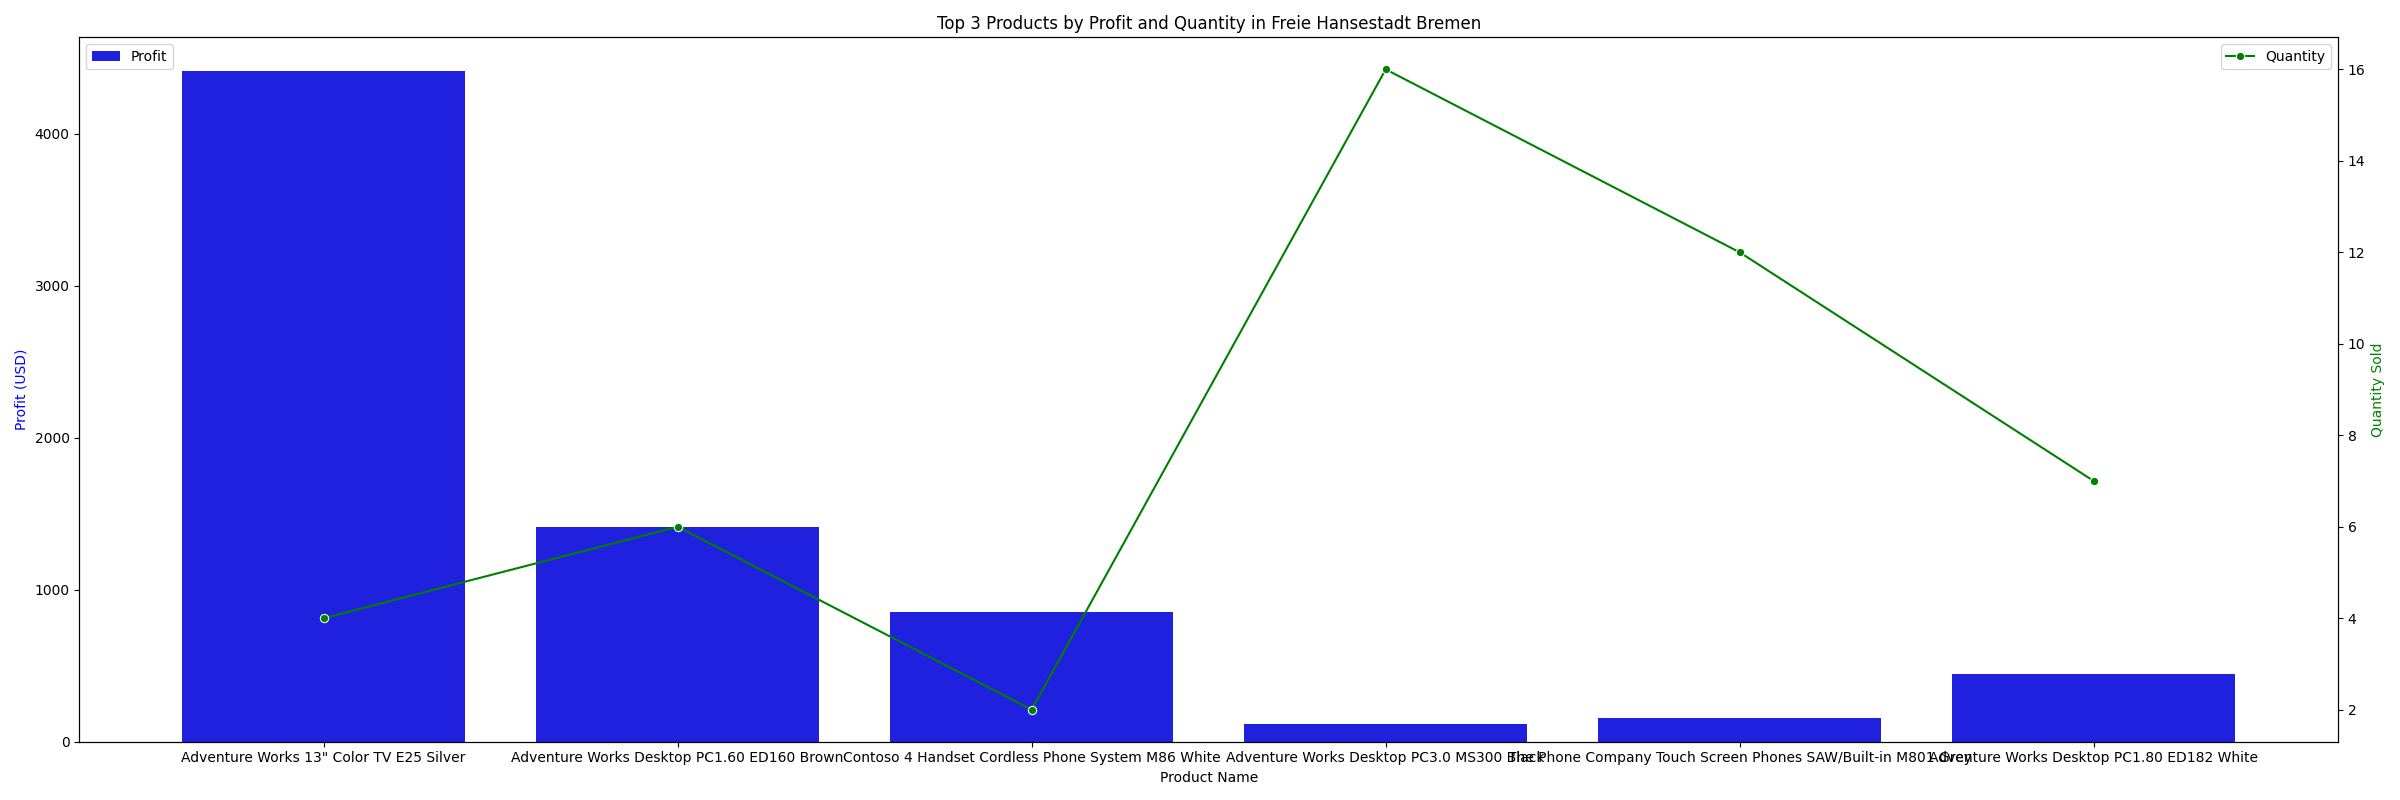 Top 3 Products by Profit and Quantity in Freie Hansestadt Bremen
Profit
Quantity
4000
3000
2000
1000
0
Profit (USD)
16
14
12
10
8
6
4
2
Quantity Sold
Adventure Works 13" Color TV E25 Silver
Adventure Works Desktop PC1.60 ED160 Brown
Contoso 4 Handset Cordless Phone System M86 White
Adventure Works Desktop PC3.0 MS300 Black
The Phone Company Touch Screen Phones SAW/Built-in M801 Grey
Adventure Works Desktop PC1.80 ED182 White
Product Name